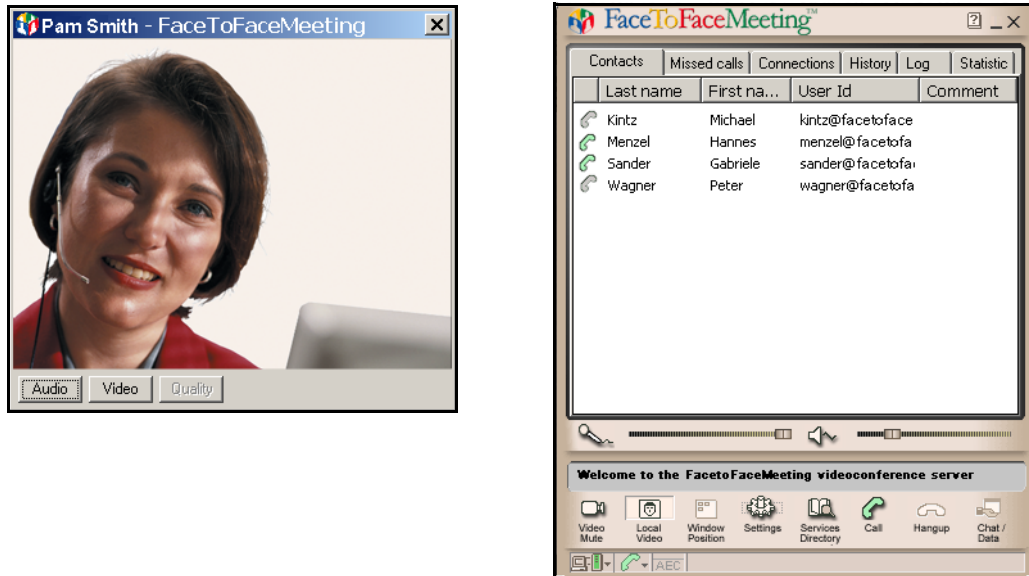 Pam Smith - FaceToFaceMeeting
Audio Video Quality
FaceToFaceMeeting™
Contacts Missed calls Connections History Log Statistic
Last name First na... User Id Comment
Kintz Michael kintz@facetoface
Menzel Hannes menzel@facetofa
Sander Gabriele sander@facetofa
Wagner Peter wagner@facetofa
Welcome to the FacetoFaceMeeting videoconference server
Video Mute Local Video Window Position Settings Services Directory Call Hangup Chat / Data
AEC